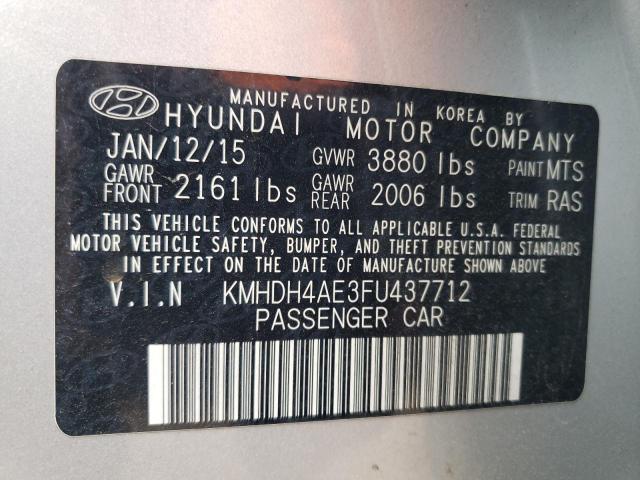 MANUFACTURED IN KOREA BY
HYUNDAI MOTOR COMPANY
JAN/12/15 GVWR 3880 lbs PAINT MTS
GAWR FRONT 2161 lbs GAWR REAR 2006 lbs TRIM RAS
THIS VEHICLE CONFORMS TO ALL APPLICABLE U.S.A. FEDERAL
MOTOR VEHICLE SAFETY, BUMPER, AND THEFT PREVENTION STANDARDS
IN EFFECT ON THE DATE OF MANUFACTURE SHOWN ABOVE
V.I.N KMHDH4AE3FU437712
PASSENGER CAR